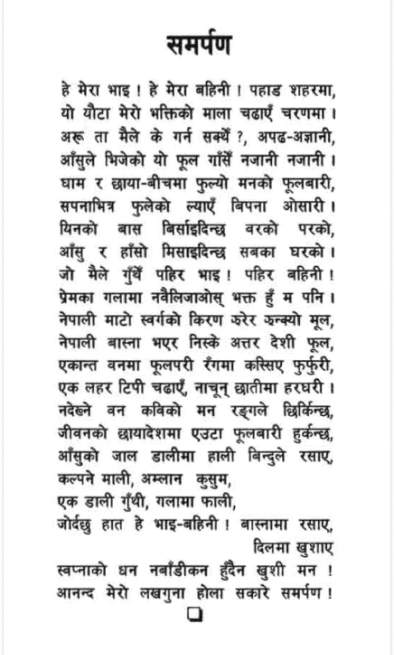 समर्पण
हे मेरा भाइ ! हे मेरा बहिनी ! पहाड शहरमा,
यो यौटा मेरो भक्तिको माला चढाएँ चरणमा ।
अरू ता मैले के गर्न सक्थेँ ?, अपढ-अज्ञानी,
आँसुले भिजेको यो फूल गाँसेँ नजानी नजानी ।
घाम र छाया-बीचमा फुल्यो मनको फूलबारी,
सपनाभित्र फुलेको ल्याएँ बिपना ओसारी ।
यिनको बास बिर्साइदिन्छ वरको परको,
आँसु र हाँसो मिसाइदिन्छ सबका घरको ।
जो मैले गुँथेँ पहिर भाइ ! पहिर बहिनी !
प्रेमका गलामा नवैलिजाओस् भक्त हुँ म पनि ।
नेपाली माटो स्वर्गको किरण झरेर झन्क्यो मूल,
नेपाली बास्ना भएर निस्के अत्तर देशी फूल,
एकान्त वनमा फूलपरी रँगमा कस्सिए फुर्फुरी,
एक लहर टिपी चढाएँ, नाचून् छातीमा हरघरी ।
नदेख्ने वन कविको मन रङ्गले छिर्किन्छ,
जीवनको छायादेशमा एउटा फूलबारी हुर्कन्छ,
आँसुको जाल डालीमा हाली बिन्दुले रसाए,
कल्पने माली, अम्लान कुसुम,
एक डाली गुँथी, गलामा फाली,
जोर्दछु हात हे भाइ-बहिनी ! बास्नामा रसाए,
दिलमा खुशाए
स्वप्नाको धन नबाँडीकन हुँदैन खुशी मन !
आनन्द मेरो लखगुना होला सकारे समर्पण !